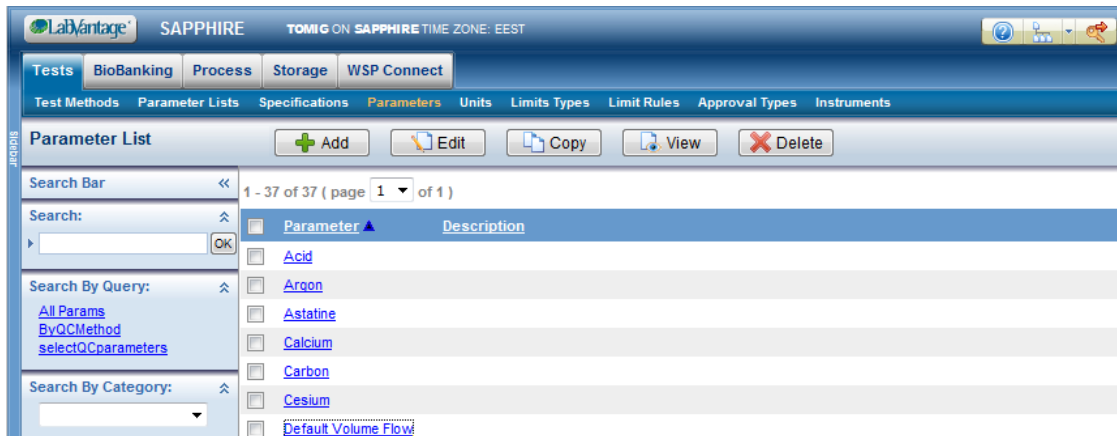 LabVantage SAPPHIRE TOMIG ON SAPPHIRE TIME ZONE: EEST
Tests BioBanking Process Storage WSP Connect
Test Methods Parameter Lists Specifications Parameters Units Limits Types Limit Rules Approval Types Instruments
Sidebar
Parameter List Add Edit Copy View Delete
Search Bar
Search:
OK
Search By Query:
All Params
ByQCMethod
selectQCparameters
Search By Category:
1 - 37 of 37 ( page 1 of 1 )
Parameter Description
Acid
Argon
Astatine
Calcium
Carbon
Cesium
Default Volume Flow